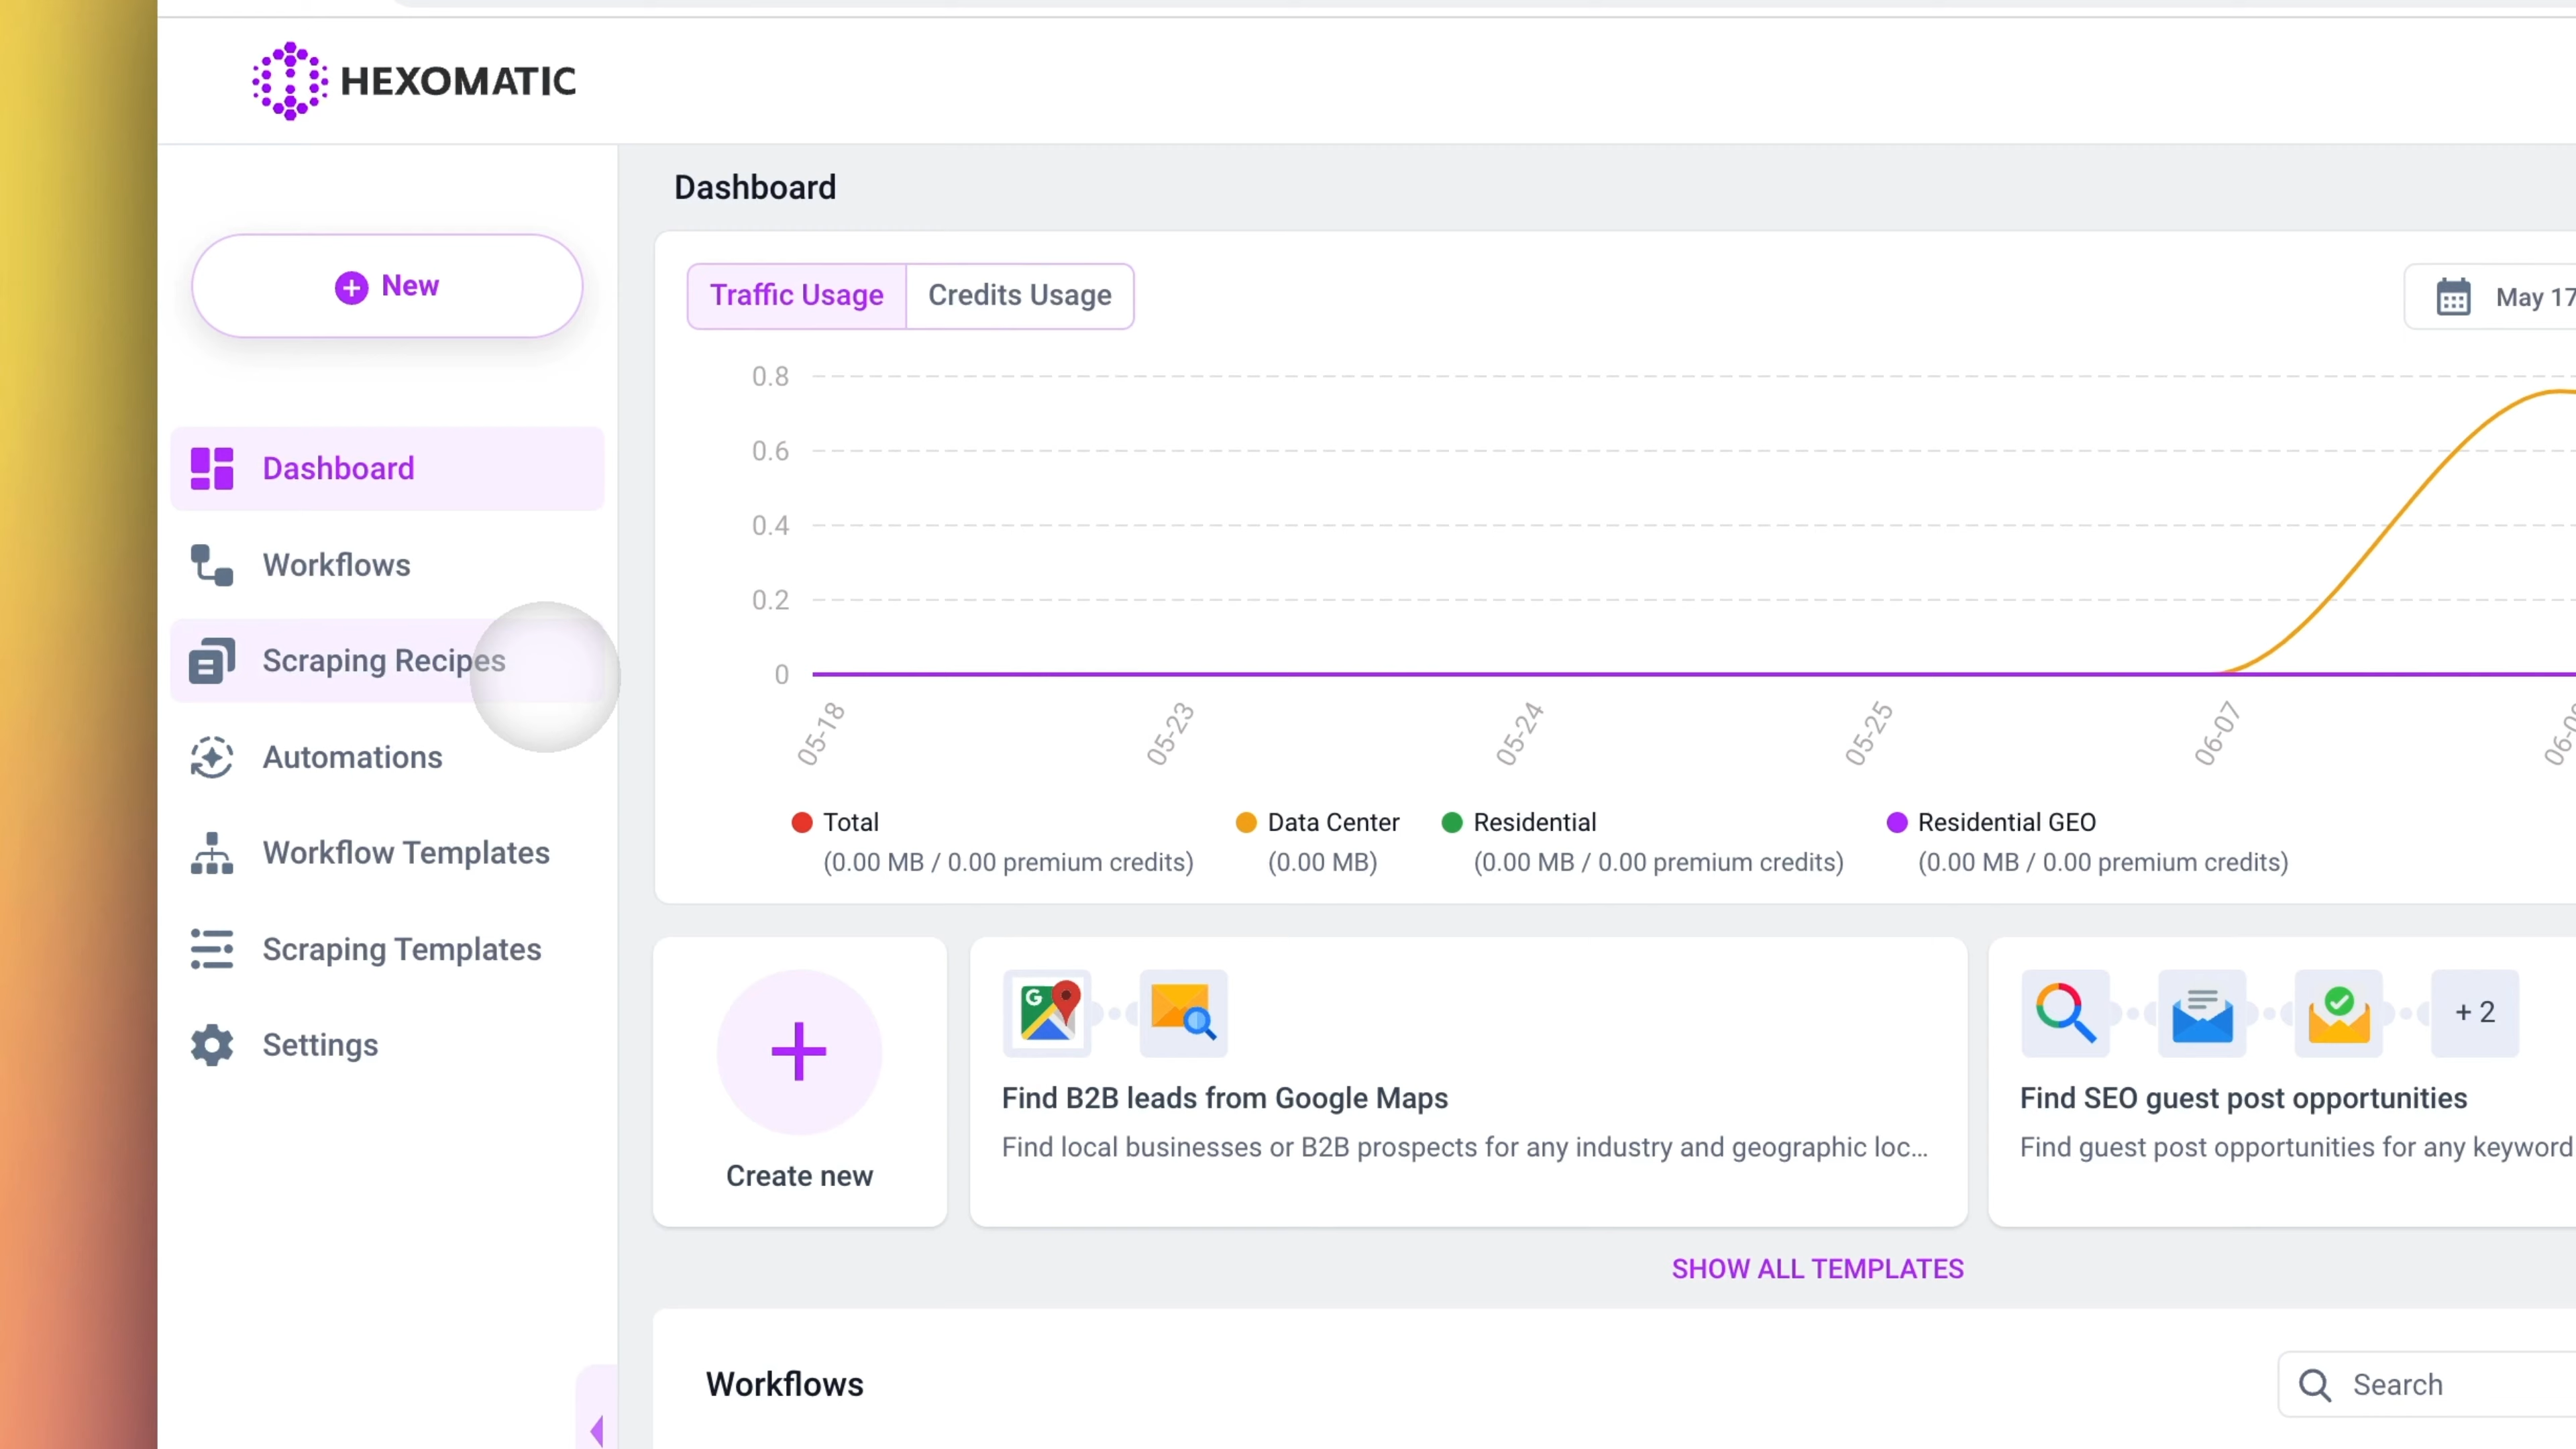 HEXOMATIC
Dashboard
New
Traffic Usage
Credits Usage
May 17
0.8
0.6
0.4
0.2
0
05-18
05-23
05-24
05-25
06-07
Total
(0.00 MB / 0.00 premium credits)
Data Center
(0.00 MB)
Residential
(0.00 MB / 0.00 premium credits)
Residential GEO
(0.00 MB / 0.00 premium credits)
Dashboard
Workflows
Scraping Recipes
Automations
Workflow Templates
Scraping Templates
Settings
Create new
G
Find B2B leads from Google Maps
Find local businesses or B2B prospects for any industry and geographic loc...
+ 2
Find SEO guest post opportunities
Find guest post opportunities for any keyword
SHOW ALL TEMPLATES
Workflows
Search